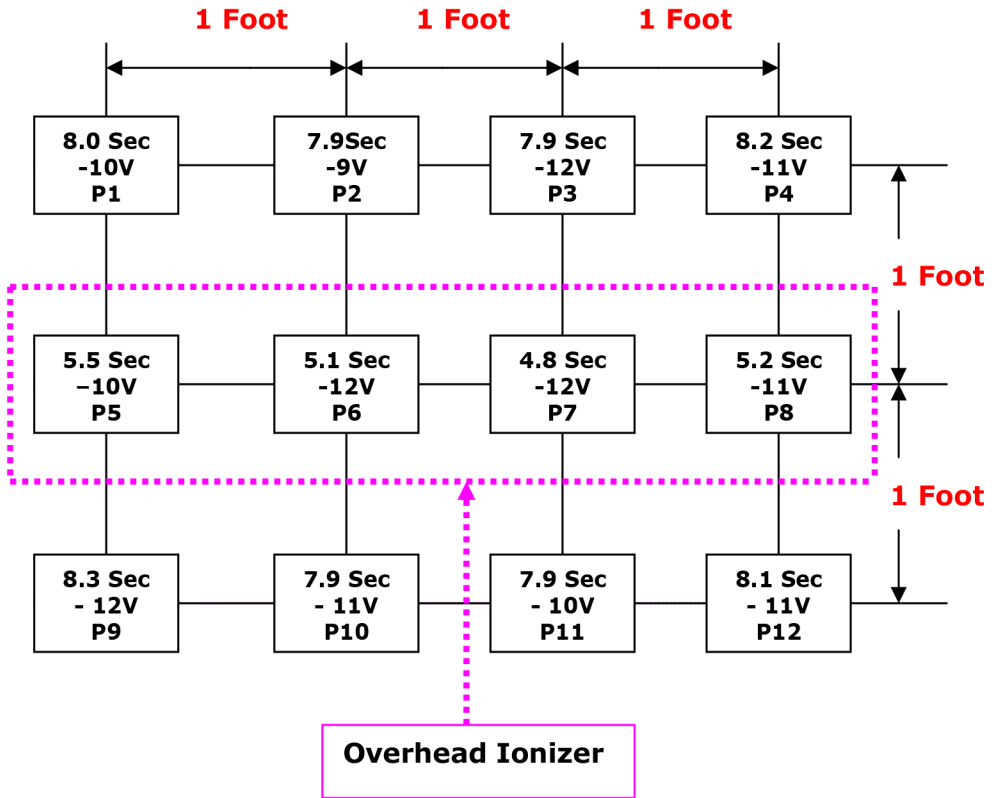 1 Foot
1 Foot
1 Foot
8.0 Sec
-10V
P1
7.9Sec
-9V
P2
7.9 Sec
-12V
P3
8.2 Sec
-11V
P4
1 Foot
5.5 Sec
–10V
P5
5.1 Sec
-12V
P6
4.8 Sec
-12V
P7
5.2 Sec
-11V
P8
1 Foot
8.3 Sec
- 12V
P9
7.9 Sec
- 11V
P10
7.9 Sec
- 10V
P11
8.1 Sec
- 11V
P12
Overhead Ionizer